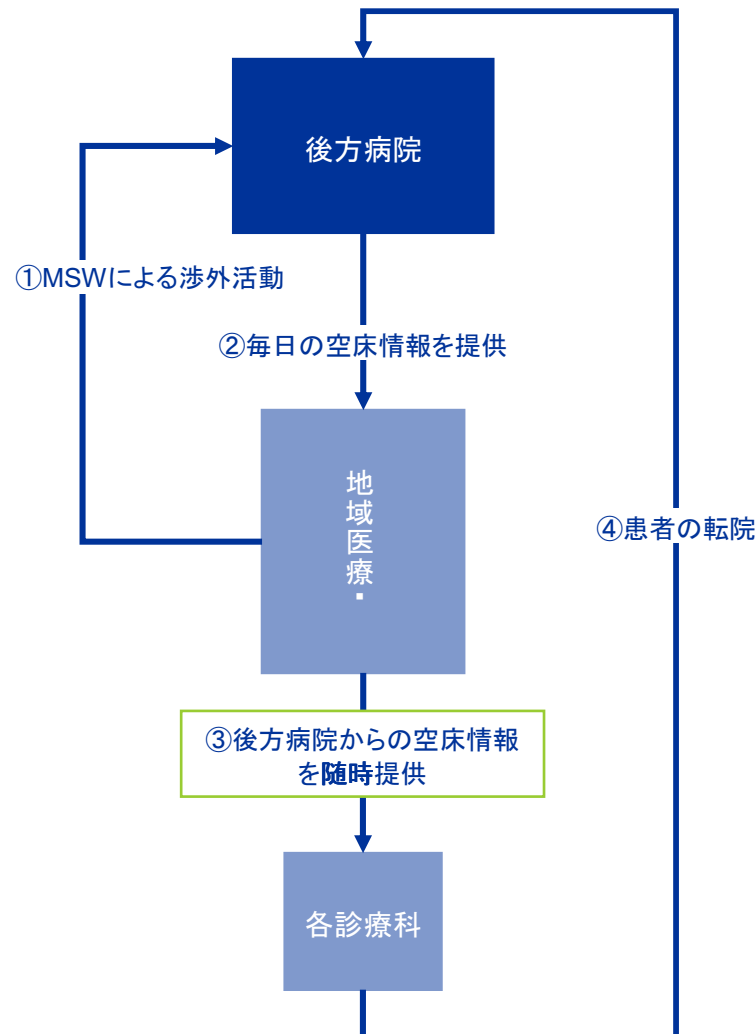 後方病院
①MSWによる渉外活動
②毎日の空床情報を提供
地域医療・
④患者の転院
③後方病院からの空床情報
を随時提供
各診療科